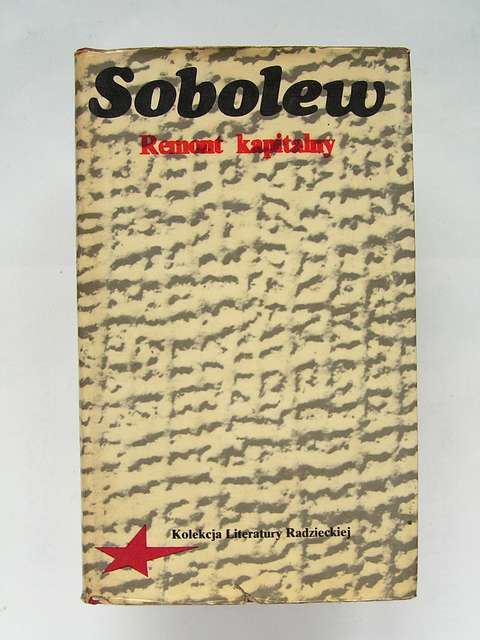 Sobolew
Remont kapitalny
Kolekcja Literatury Radzieckiej